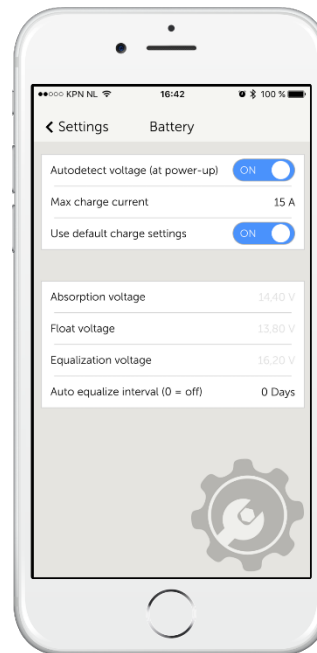 KPN NL 16:42 100 %
Settings Battery
Autodetect voltage (at power-up) ON
Max charge current 15 A
Use default charge settings ON
Absorption voltage 14,40 V
Float voltage 13,80 V
Equalization voltage 16,20 V
Auto equalize interval (0 = off) 0 Days